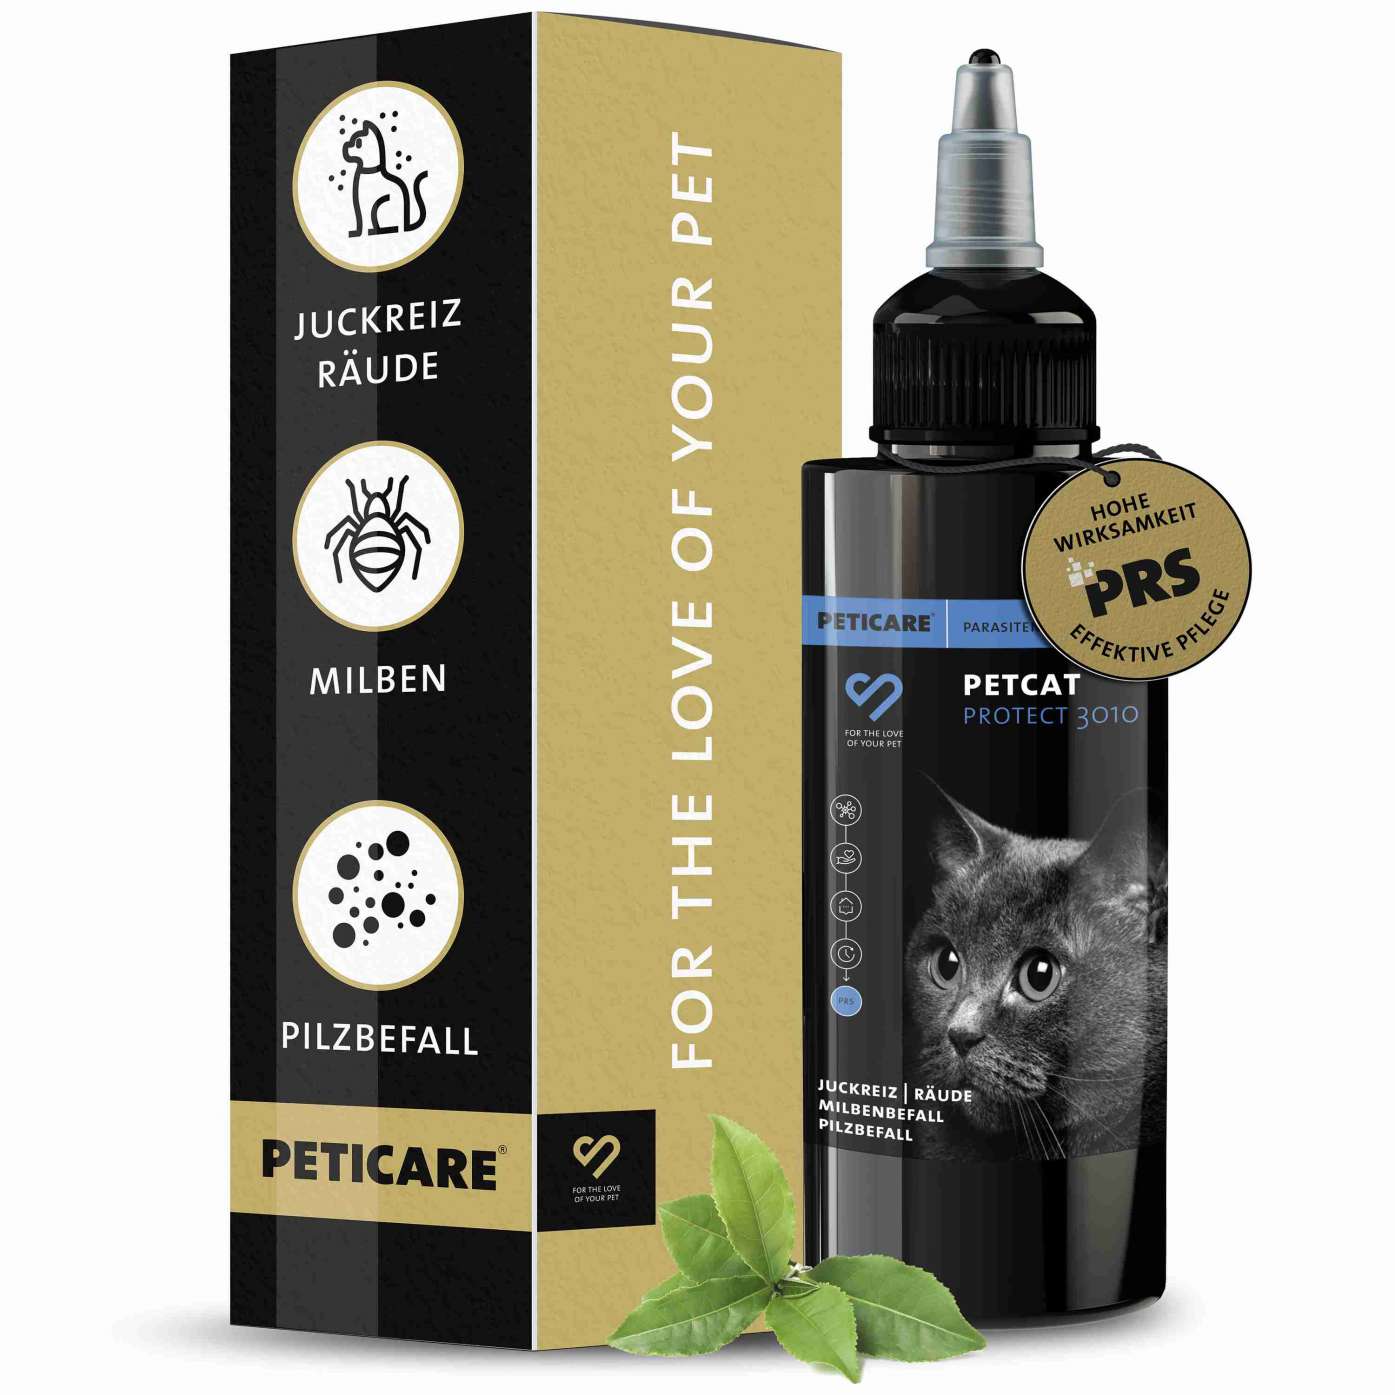 JUCKREIZ
RÄUDE
MILBEN
PILZBEFALL
PETICARE®
FOR THE LOVE OF YOUR PET
FOR THE LOVE
OF YOUR PET
HOHE
WIRKSAMKEIT
PRS
EFFEKTIVE PFLEGE
PETICARE
PETCAT
PROTECT 3010
FOR THE LOVE
OF YOUR PET
PRS
JUCKREIZ | RÄUDE
MILBENBEFALL
PILZBEFALL